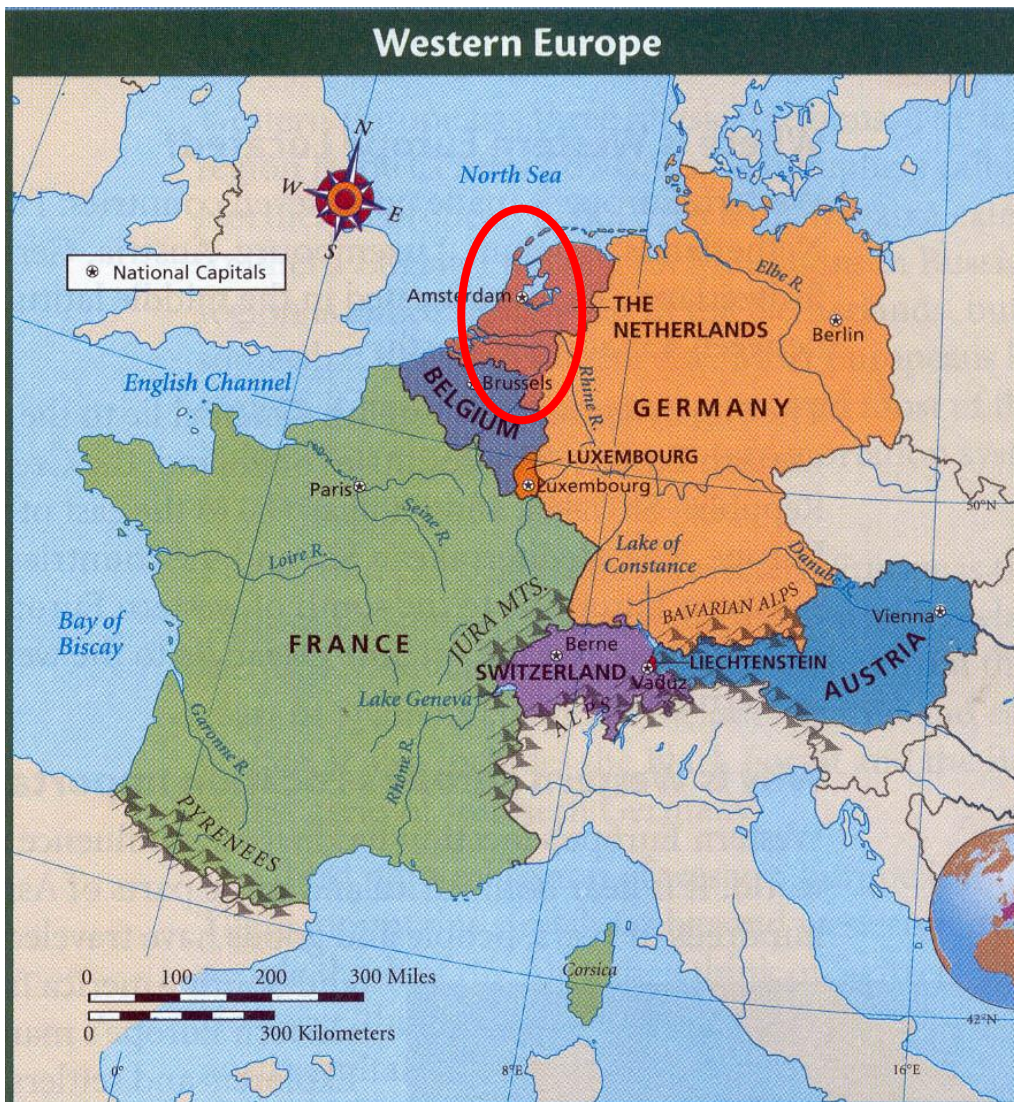 Western Europe
N
W
E
S
North Sea
National Capitals
Amsterdam
THE
NETHERLANDS
Elbe R.
Berlin
English Channel
BELGIUM
Brussels
Rhine R.
GERMANY
LUXEMBOURG
Luxembourg
Paris
Seine R.
50°N
Loire R.
Lake of
Constance
Danube R.
Bay of
Biscay
FRANCE
JURA MTS.
BAVARIAN ALPS
Vienna
Berne
SWITZERLAND
LIECHTENSTEIN
Vaduz
AUSTRIA
Lake Geneva
ALPS
Garonne R.
Rhône R.
PYRENEES
0 100 200 300 Miles
0 300 Kilometers
Corsica
42°N
0°
8°E
16°E